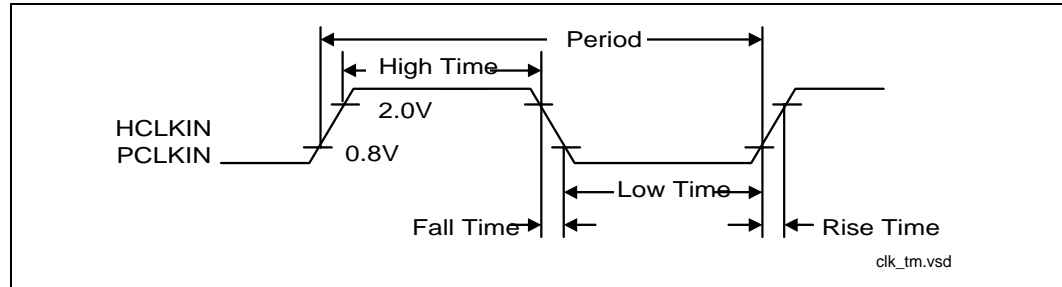 Period
High Time
2.0V
HCLKIN
PCLKIN
0.8V
Low Time
Fall Time
Rise Time
clk_tm.vsd